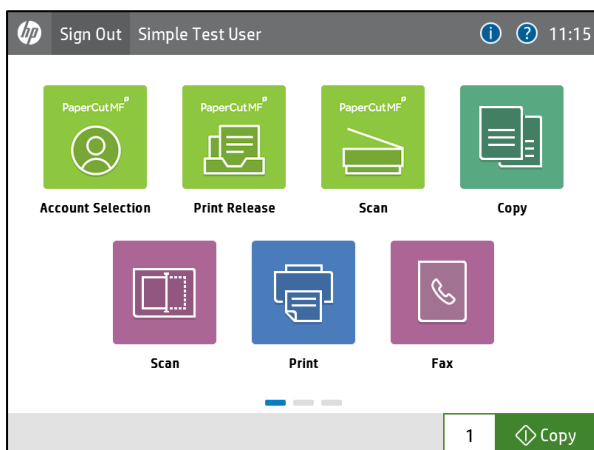 hp Sign Out Simple Test User i ? 11:15
PaperCut MF PaperCut MF PaperCut MF
Account Selection Print Release Scan Copy
Scan Print Fax
1 Copy